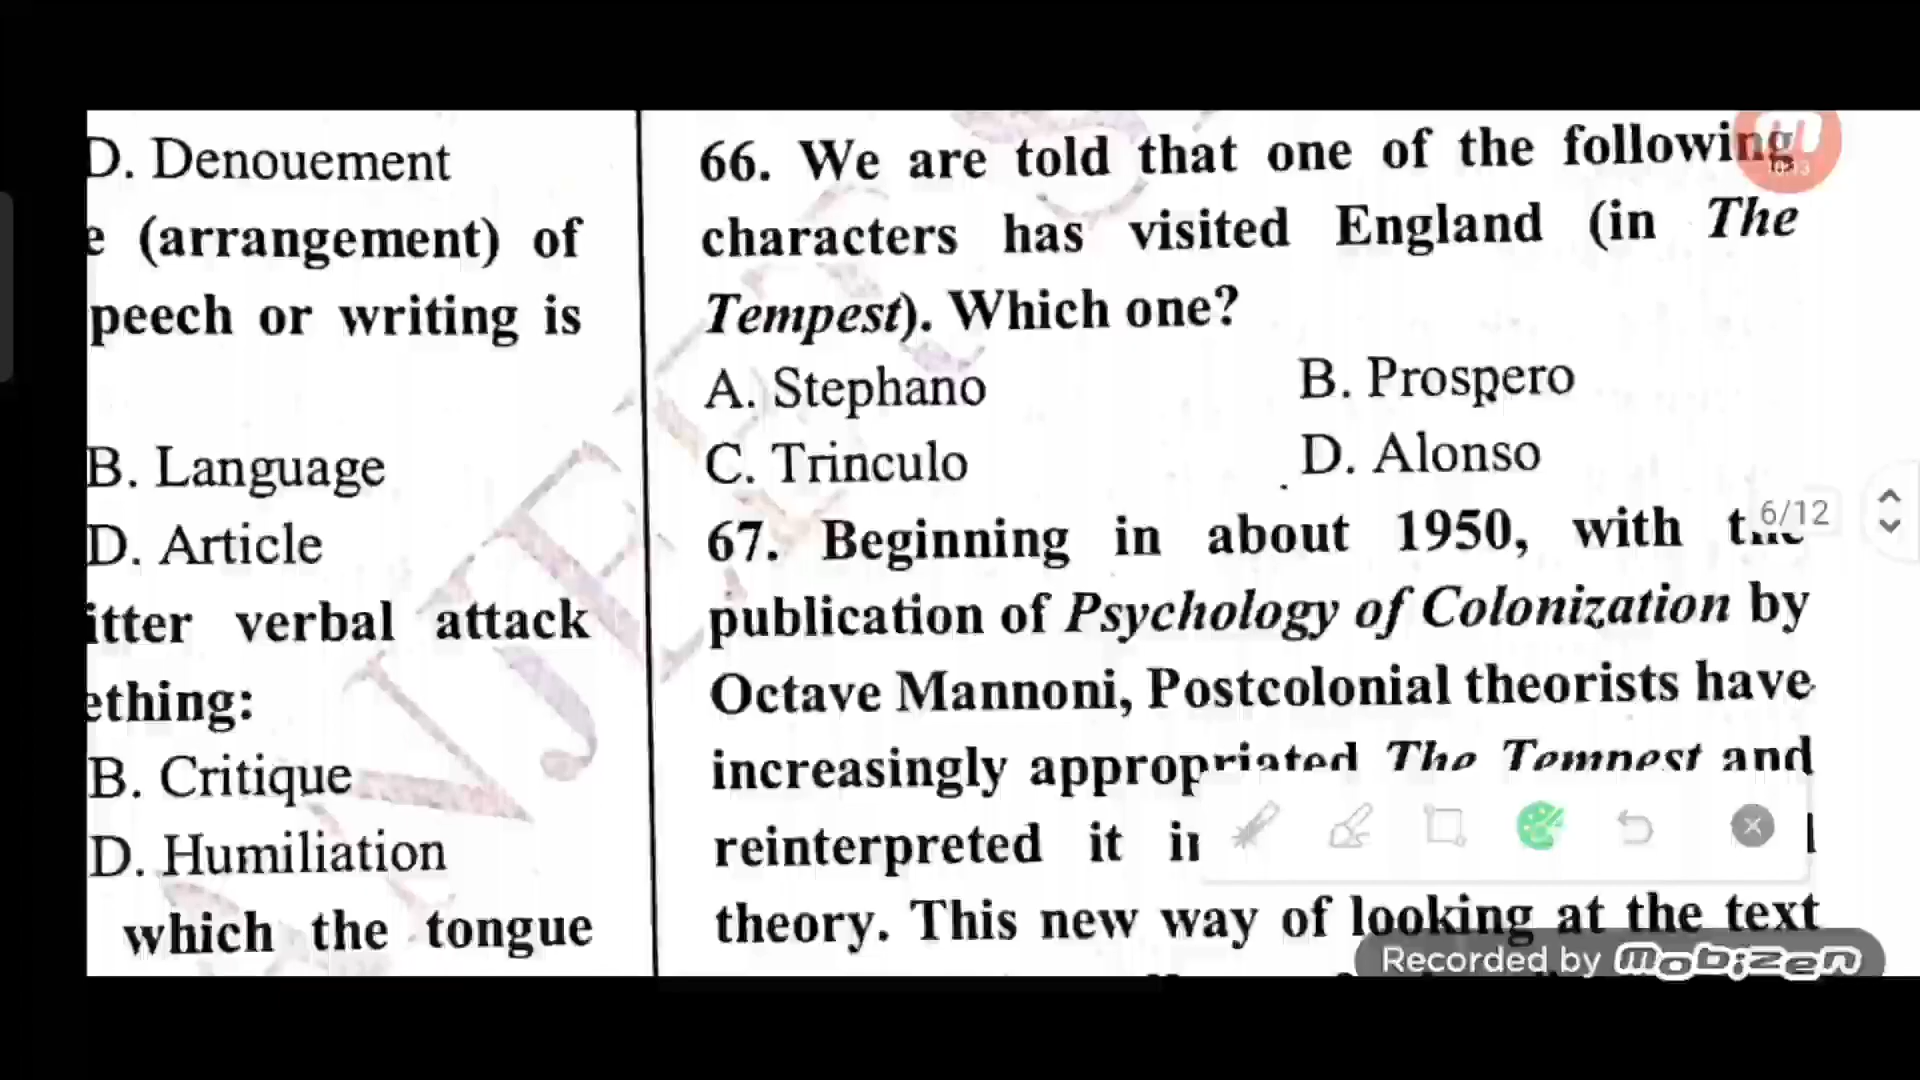 D. Denouement
e (arrangement) of
peech or writing is
B. Language
D. Article
itter verbal attack
ething:
B. Critique
D. Humiliation
which the tongue
66. We are told that one of the following
characters has visited England (in The
Tempest). Which one?
A. Stephano
B. Prospero
C. Trinculo
D. Alonso
67. Beginning in about 1950, with
publication of Psychology of Colonization by
Octave Mannoni, Postcolonial theorists have
increasingly appropriated The Tempest and
reinterpreted it
theory. This new way of looking at the text
6/12
Recorded by Mobizen